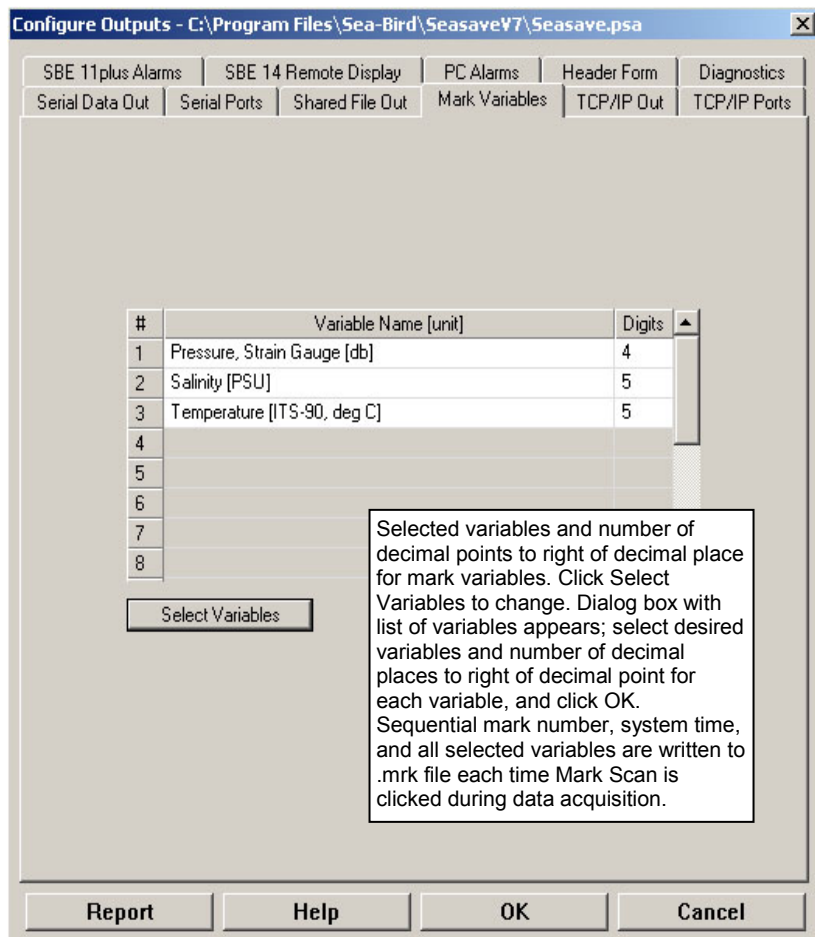 Configure Outputs - C:\Program Files\Sea-Bird\SeasaveV7\Seasave.psa
SBE 11plus Alarms SBE 14 Remote Display PC Alarms Header Form Diagnostics
Serial Data Out Serial Ports Shared File Out Mark Variables TCP/IP Out TCP/IP Ports
# Variable Name [unit] Digits
1 Pressure, Strain Gauge [db] 4
2 Salinity [PSU] 5
3 Temperature [ITS-90, deg C] 5
4
5
6
7
8
Select Variables
Selected variables and number of
decimal points to right of decimal place
for mark variables. Click Select
Variables to change. Dialog box with
list of variables appears; select desired
variables and number of decimal
places to right of decimal point for
each variable, and click OK.
Sequential mark number, system time,
and all selected variables are written to
.mrk file each time Mark Scan is
clicked during data acquisition.
Report Help OK Cancel